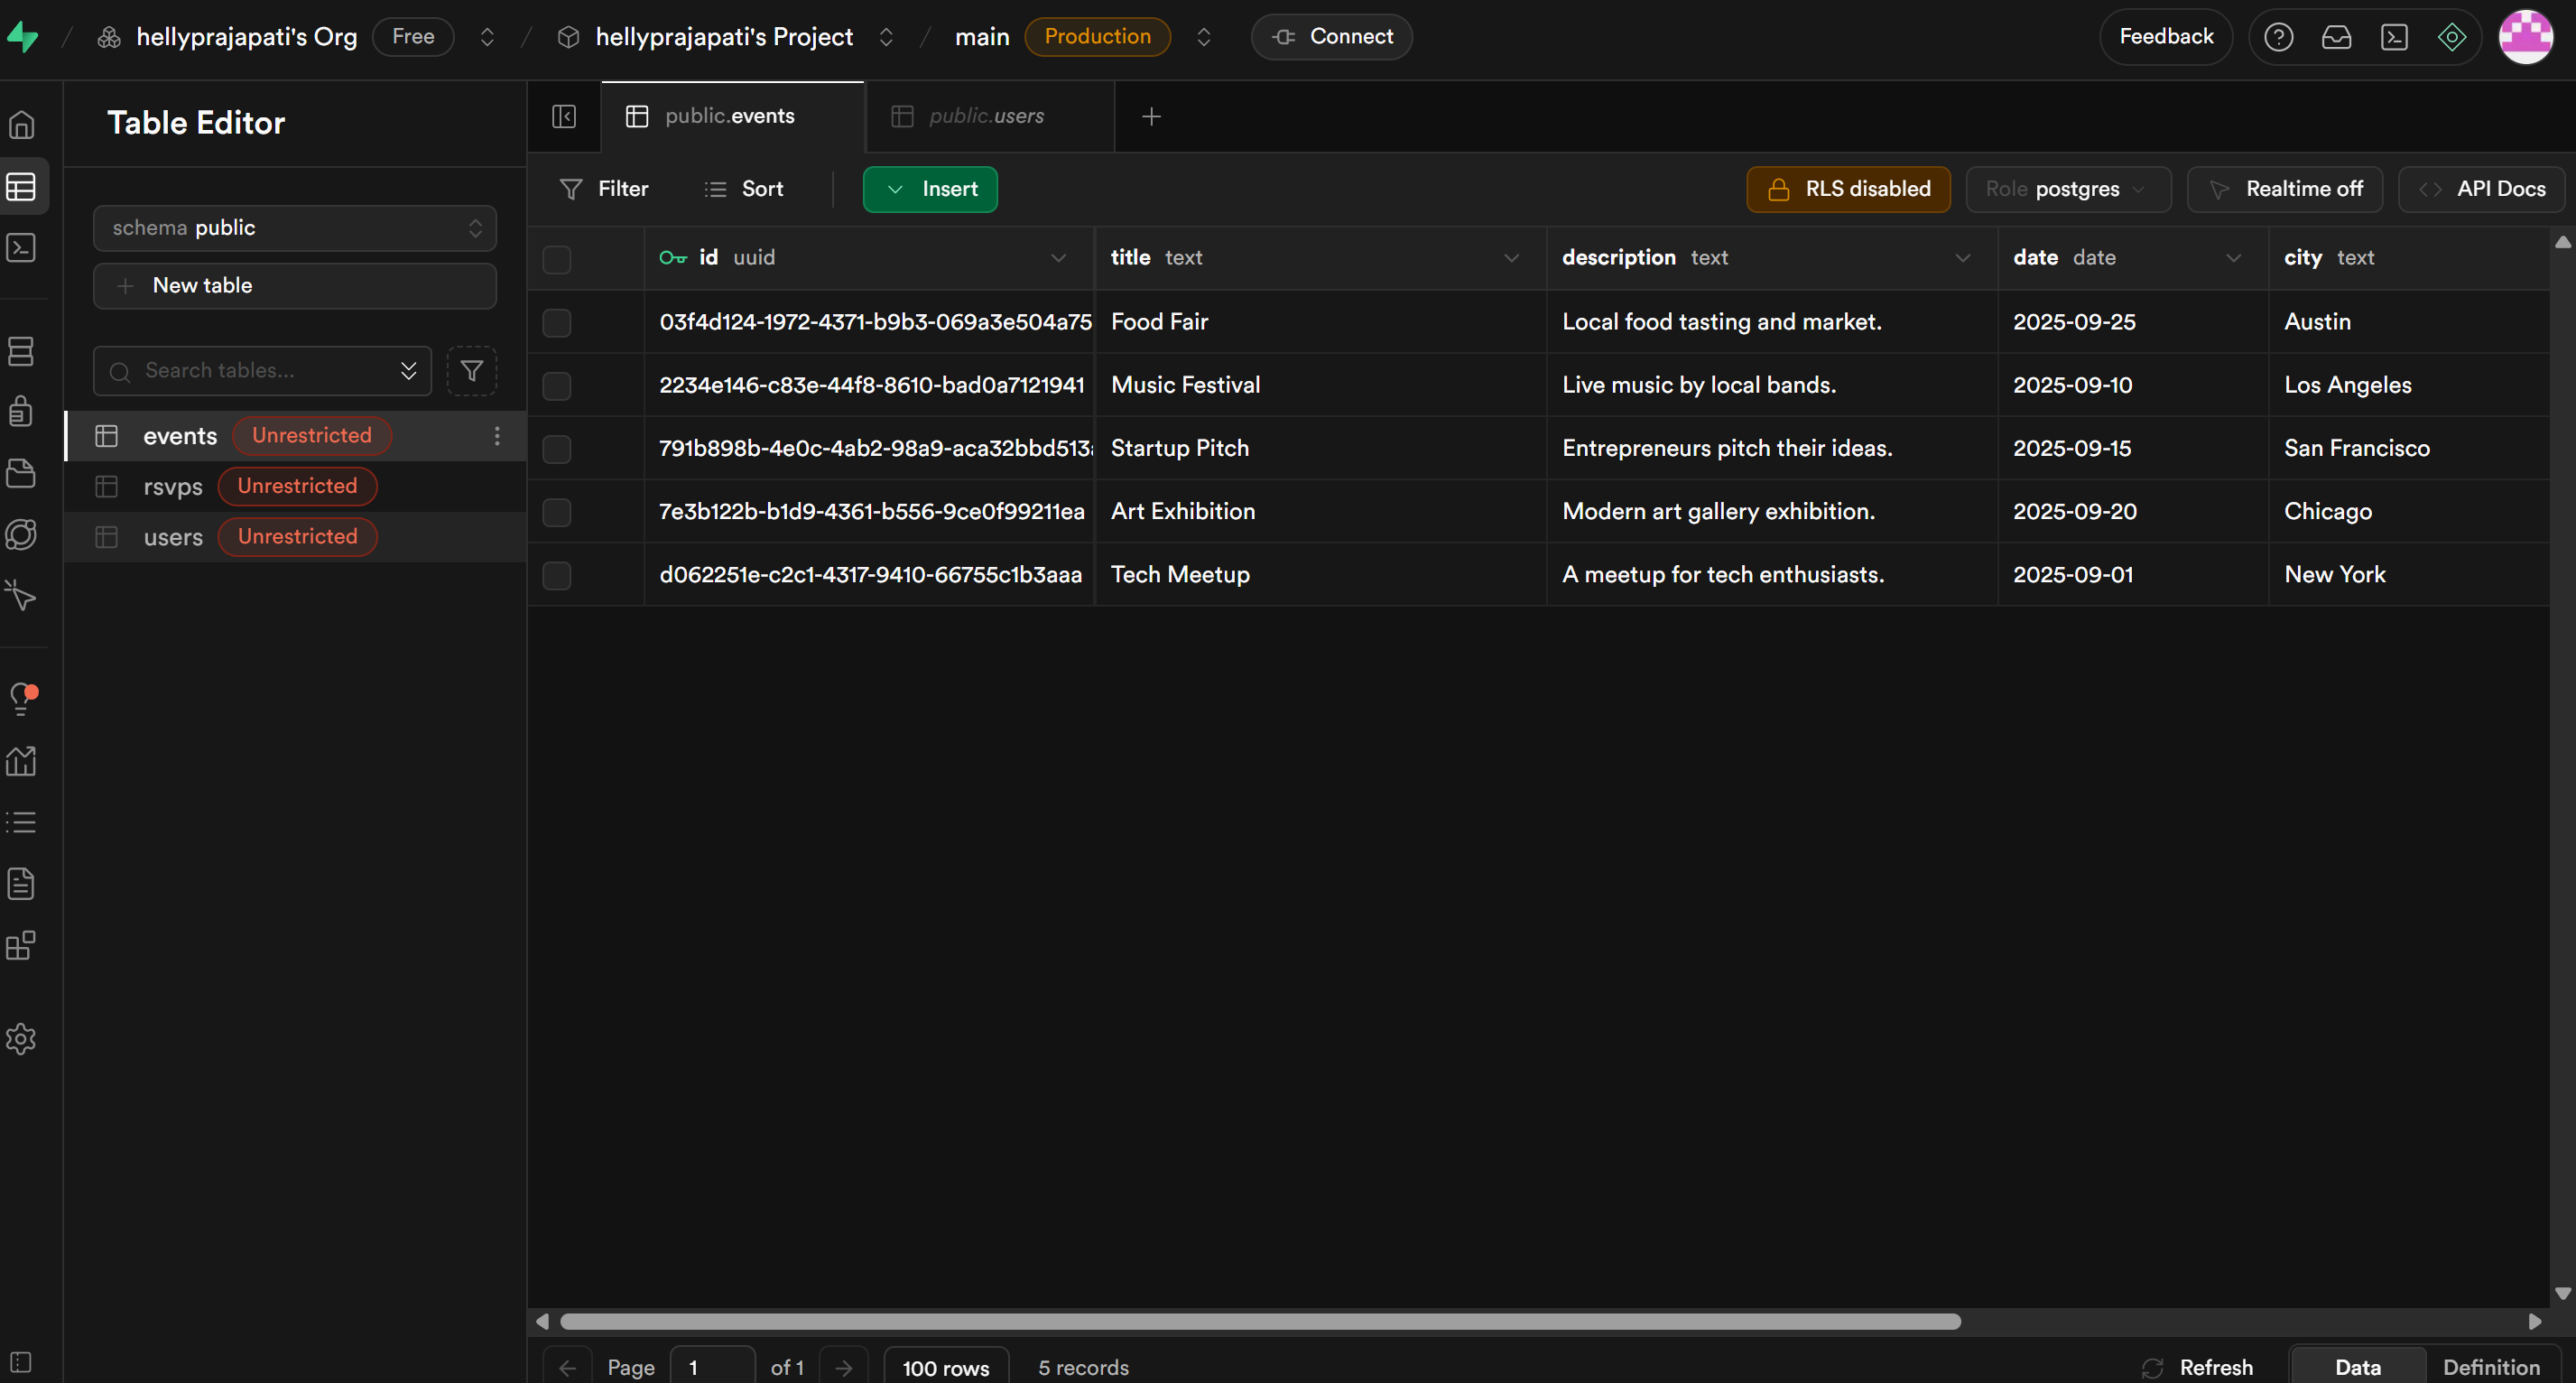 hellyprajapati's Org Free hellyprajapati's Project main Production Connect Feedback
Table Editor
schema public
New table
Search tables...
events Unrestricted
rsvps Unrestricted
users Unrestricted
public.events public.users
Filter Sort Insert RLS disabled Role postgres Realtime off API Docs
id uuid title text description text date date city text
03f4d124-1972-4371-b9b3-069a3e504a75 Food Fair Local food tasting and market. 2025-09-25 Austin
2234e146-c83e-44f8-8610-bad0a7121941 Music Festival Live music by local bands. 2025-09-10 Los Angeles
791b898b-4e0c-4ab2-98a9-aca32bbd513a Startup Pitch Entrepreneurs pitch their ideas. 2025-09-15 San Francisco
7e3b122b-b1d9-4361-b556-9ce0f99211ea Art Exhibition Modern art gallery exhibition. 2025-09-20 Chicago
d062251e-c2c1-4317-9410-66755c1b3aaa Tech Meetup A meetup for tech enthusiasts. 2025-09-01 New York
Page 1 of 1 100 rows 5 records Refresh Data Definition